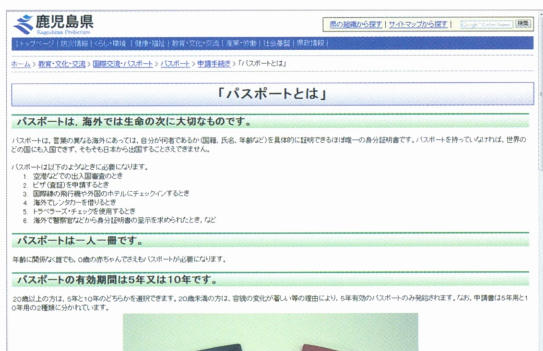 鹿児島県
Kagoshima Prefecture
県の組織から探す | サイトマップから探す |
検索
| トップページ | 防災情報 | くらし・環境 | 健康・福祉 | 教育・文化・交流 | 産業・労働 | 社会基盤 | 県政情報 |
ホーム > 教育・文化・交流 > 国際交流・パスポート > パスポート > 申請手続き > 「パスポートとは」
「パスポートとは」
パスポートは、海外では生命の次に大切なものです。
パスポートは、言葉の異なる海外にあっては、自分が何者であるか(国籍、氏名、年齢など)を具体的に証明できるほぼ唯一の身分証明書です。パスポートを持っていなければ、世界の
どの国にも入国できず、そもそも日本から出国することさえできません。
パスポートは以下のようなときに必要になります。
1 空港などでの出入国審査のとき
2 ビザ(査証)を申請するとき
3 国際線の飛行機や外国のホテルにチェックインするとき
4 海外でレンタカーを借りるとき
5 トラベラーズ・チェックを使用するとき
6 海外で警察官などから身分証明書の呈示を求められたとき、など
パスポートは一人一冊です。
年齢に関係なく誰でも、0歳の赤ちゃんでさえもパスポートが必要になります。
パスポートの有効期間は5年又は10年です。
20歳以上の方は、5年と10年のどちらかを選択できます。20歳未満の方は、容貌の変化が著しい等の理由により、5年有効のパスポートのみ発給されます。なお、申請書は5年用と1
0年用の2種類に分かれています。